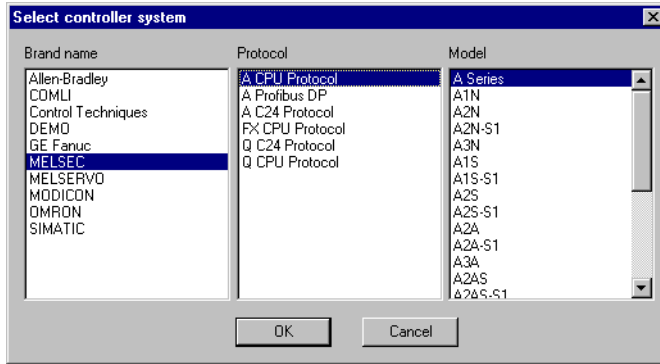 Select controller system
Brand name
Allen-Bradley
COMLI
Control Techniques
DEMO
GE Fanuc
MELSEC
MELSERVO
MODICON
OMRON
SIMATIC
Protocol
A CPU Protocol
A Profibus DP
A C24 Protocol
FX CPU Protocol
Q C24 Protocol
Q CPU Protocol
Model
A Series
A1N
A2N
A2N-S1
A3N
A1S
A1S-S1
A2S
A2S-S1
A2A
A2A-S1
A3A
A2AS
A2AS-S1
OK
Cancel